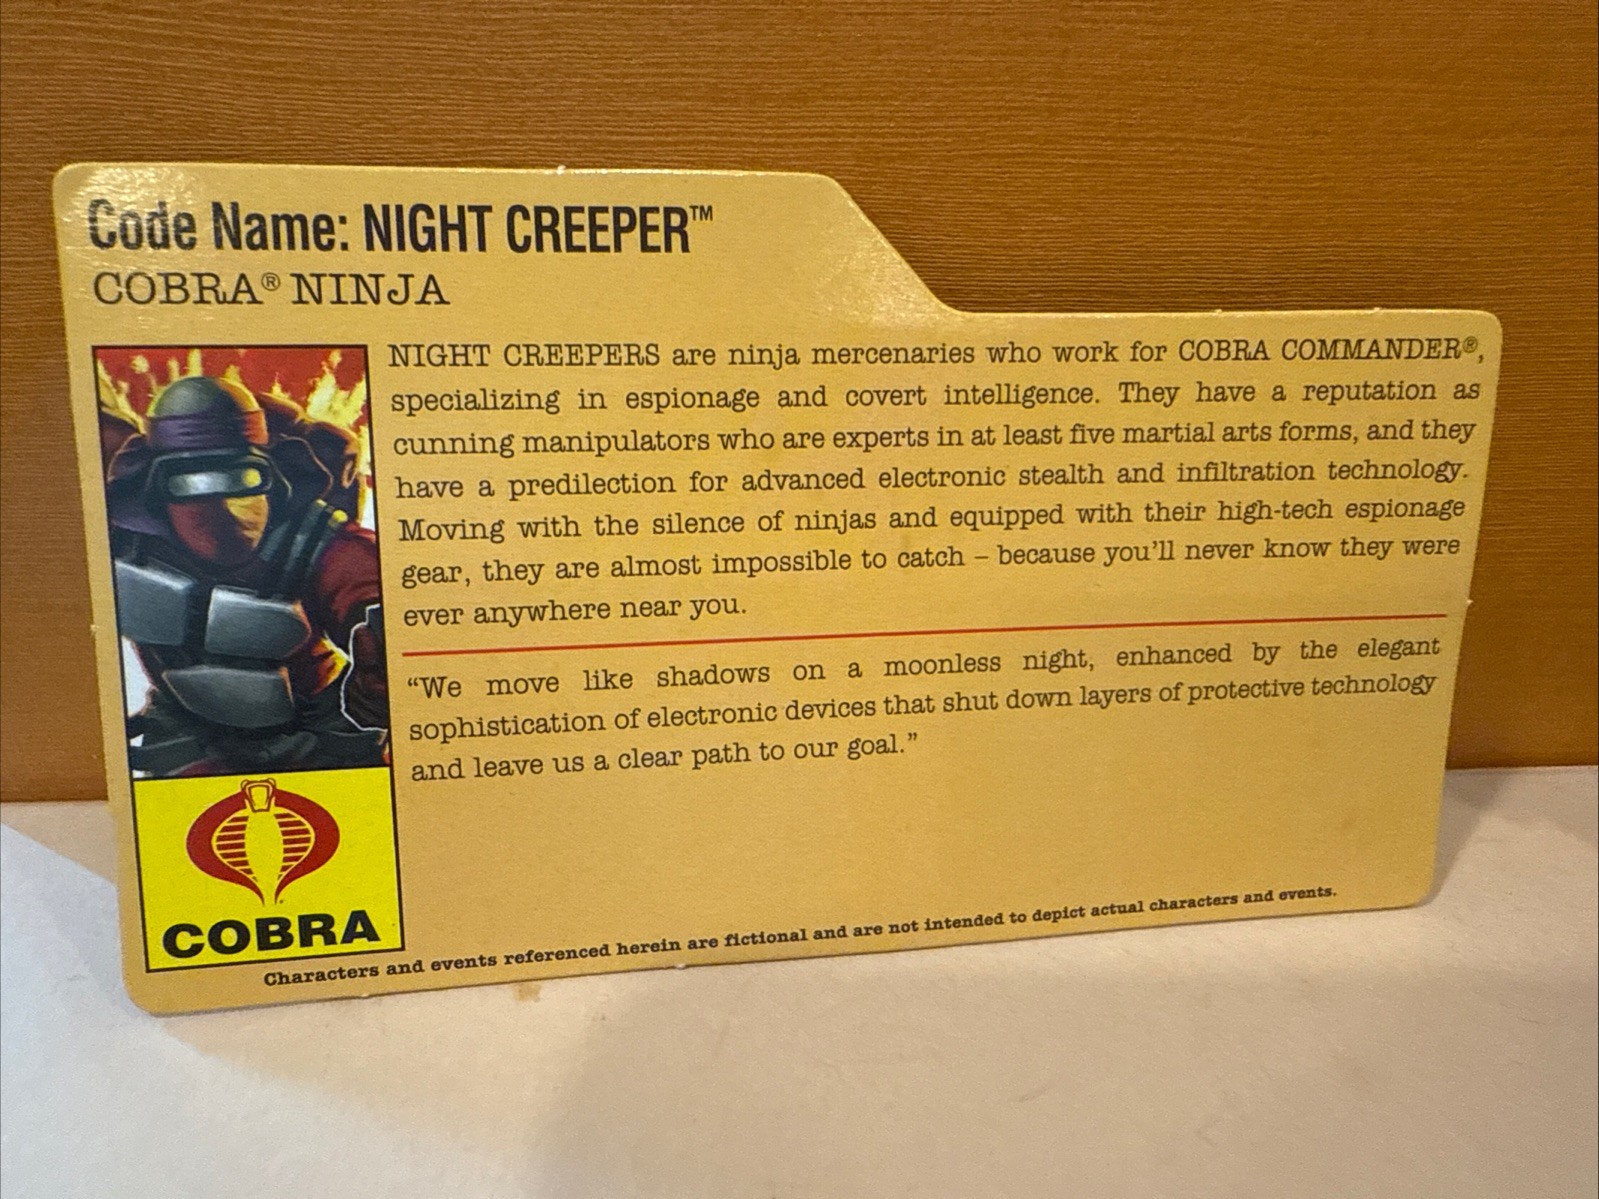 Code Name: NIGHT CREEPER™
COBRA® NINJA
NIGHT CREEPERS are ninja mercenaries who work for COBRA COMMANDER®,
specializing in espionage and covert intelligence. They have a reputation as
cunning manipulators who are experts in at least five martial arts forms, and they
have a predilection for advanced electronic stealth and infiltration technology.
Moving with the silence of ninjas and equipped with their high-tech espionage
gear, they are almost impossible to catch – because you'll never know they were
ever anywhere near you.
“We move like shadows on a moonless night, enhanced by the elegant
sophistication of electronic devices that shut down layers of protective technology
and leave us a clear path to our goal.”
COBRA
Characters and events referenced herein are fictional and are not intended to depict actual characters and events.